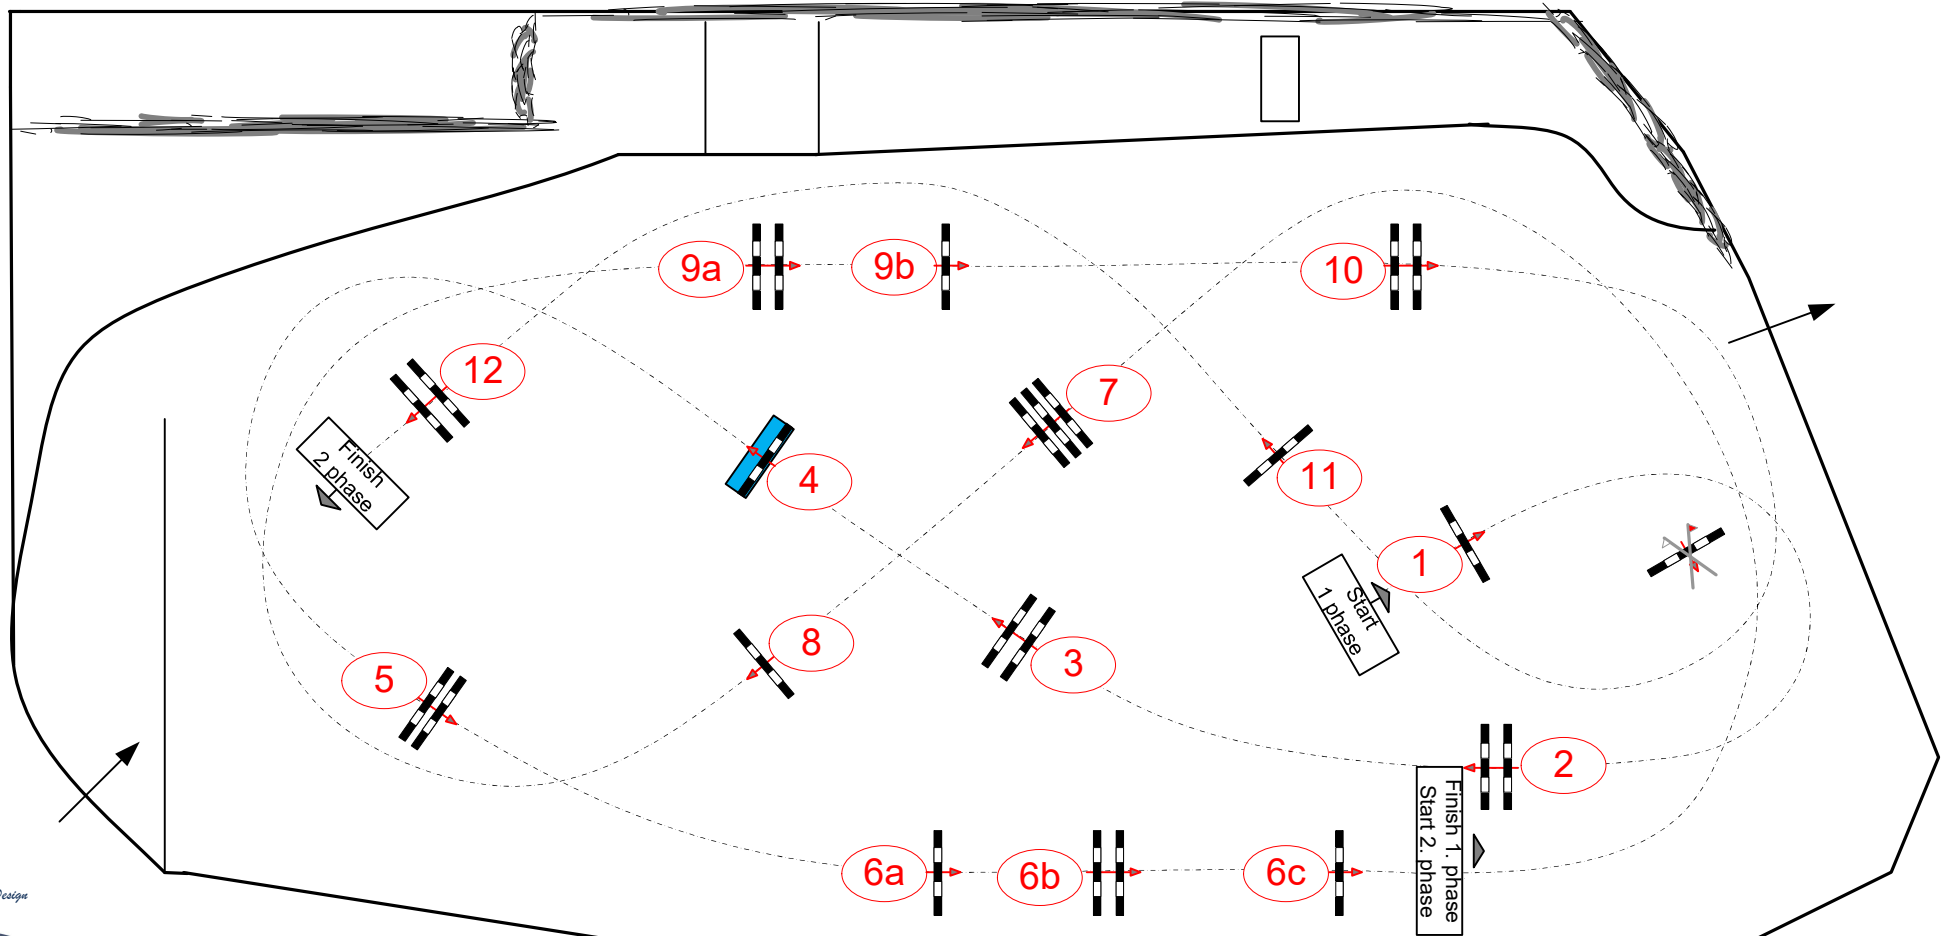 9a
9b
10
12
7
4
11
1
Finish
2 phase
Start
1 phase
8
3
5
2
Finish 1. phase
Start 2. phase
6a
6b
6c
Design